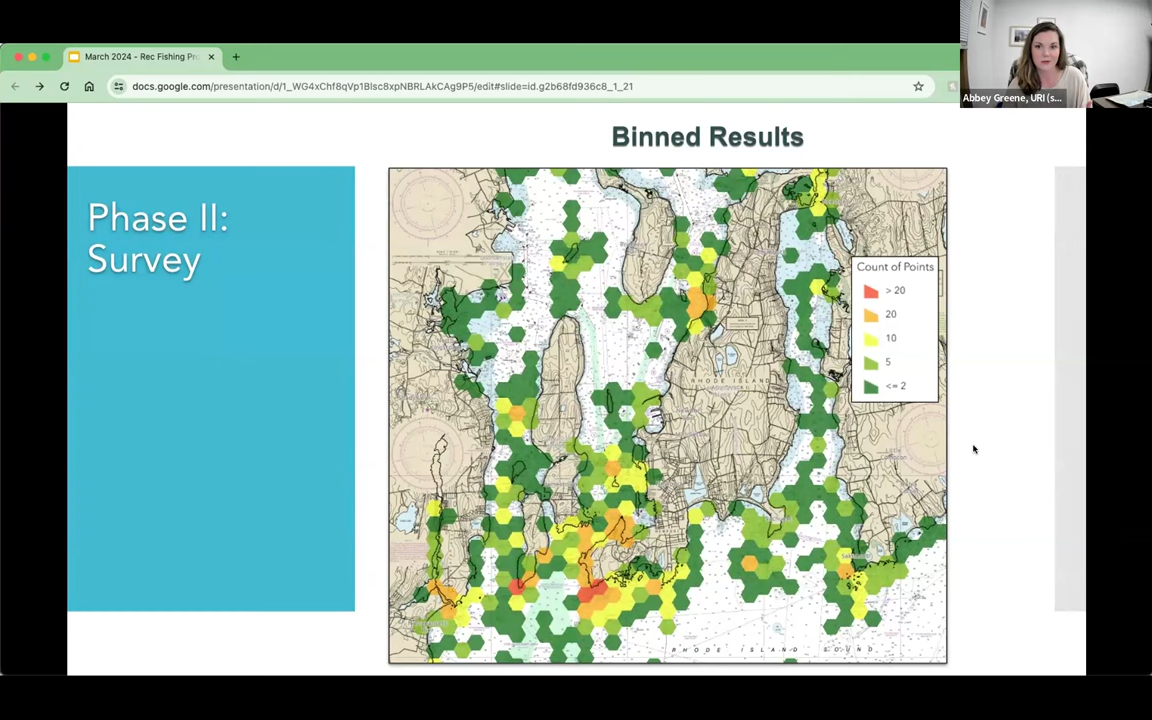 March 2024 - Rec Fishing Pr
docs.google.com/presentation/d/1_WG4xChf8qVp1Blsc8xpNBRLAkCAg9P5/edit#slide=id.g2b68fd936c8_1_21
Abbey Greene, URI (s...
Binned Results
Phase II:
Survey
Count of Points
> 20
20
10
5
<= 2
RHODE ISLAND
RHODE ISLAND SOUND